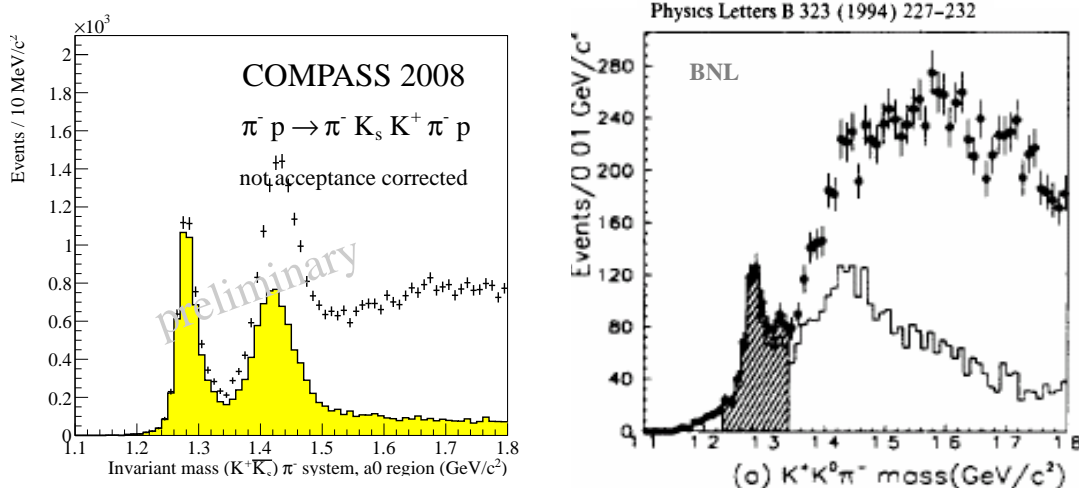 ×10³
Events / 10 MeV/c²
2
1.8
1.6
1.4
1.2
1
0.8
0.6
0.4
0.2
0
1.1 1.2 1.3 1.4 1.5 1.6 1.7 1.8
COMPASS 2008
π⁻ p → π⁻ Kₛ K⁺ π⁻ p
not acceptance corrected
preliminary
Invariant mass (K⁺K̅ₛ) π⁻ system, a0 region (GeV/c²)
Physics Letters B 323 (1994) 227–232
BNL
Events/0 01 GeV/c⁴
280
240
200
160
120
80
40
0
1 1 1 2 1 3 1 4 1 5 1 6 1 7 1 8
(a) K⁺K⁰π⁻ mass(GeV/c²)